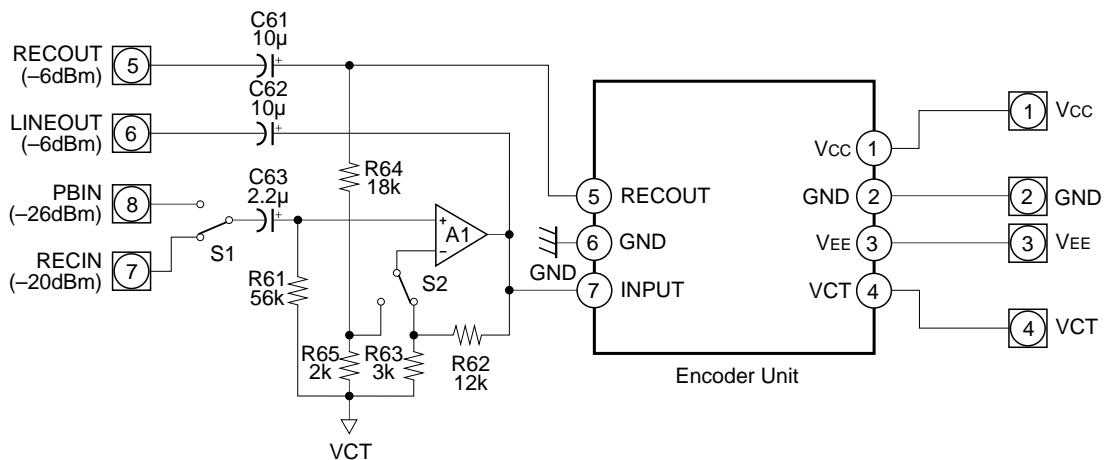 C61
10µ
RECOUT
(–6dBm)
5
+
C62
10µ
LINEOUT
(–6dBm)
6
+
PBIN
(–26dBm)
8
C63
2.2µ
+
R64
18k
RECIN
(–20dBm)
7
S1
R61
56k
+
–
A1
S2
R65
2k
R63
3k
R62
12k
VCT
5 RECOUT
6 GND
GND
7 INPUT
VCC 1
GND 2
VEE 3
VCT 4
Encoder Unit
1 VCC
2 GND
3 VEE
4 VCT